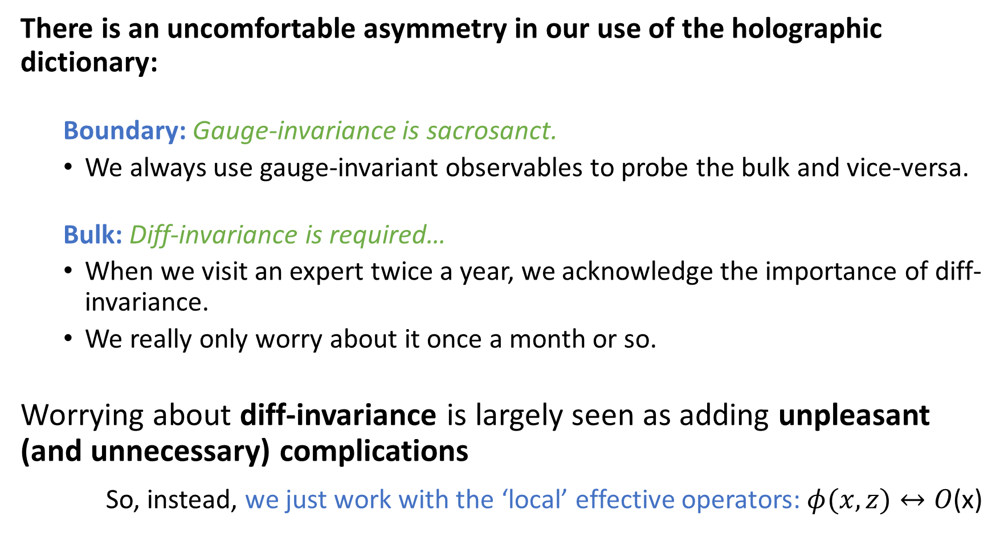 There is an uncomfortable asymmetry in our use of the holographic
dictionary:
Boundary: Gauge-invariance is sacrosanct.
• We always use gauge-invariant observables to probe the bulk and vice-versa.
Bulk: Diff-invariance is required…
• When we visit an expert twice a year, we acknowledge the importance of diff-
invariance.
• We really only worry about it once a month or so.
Worrying about diff-invariance is largely seen as adding unpleasant
(and unnecessary) complications
So, instead, we just work with the ‘local’ effective operators: ϕ(x, z) ↔ O(x)